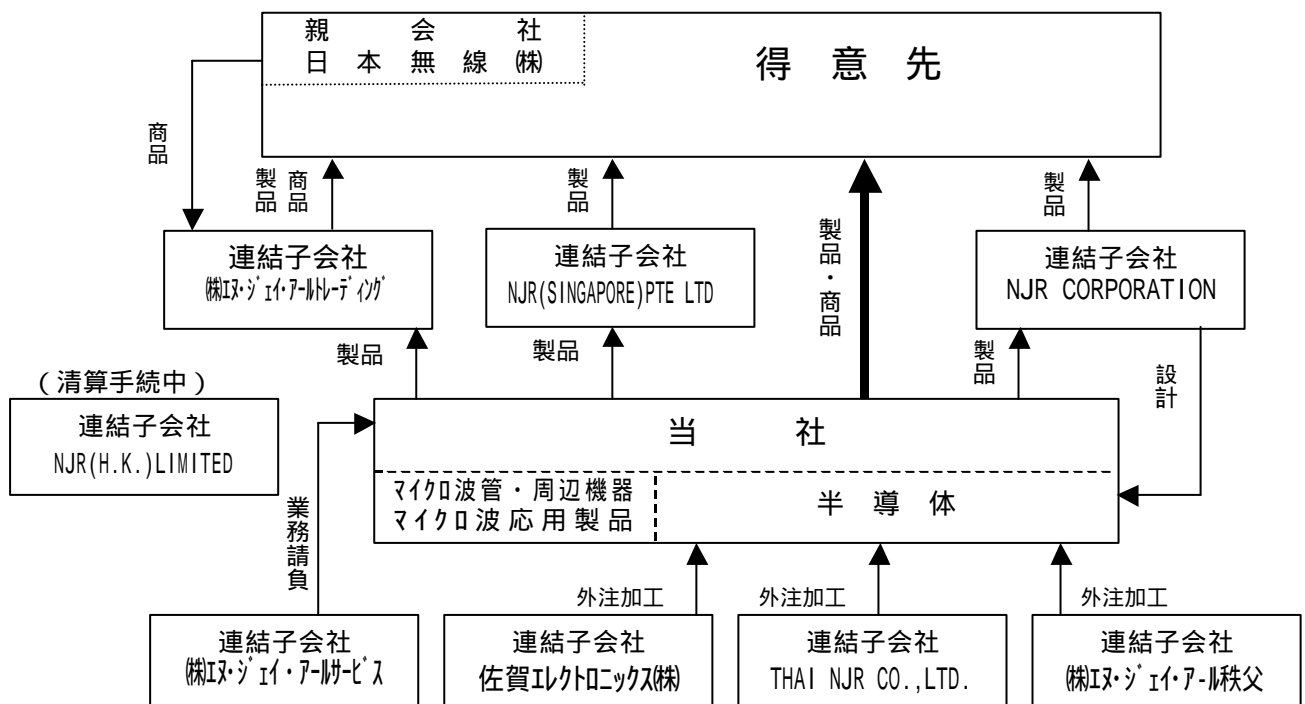 親会社
日本無線㈱
得意先
商品
製品
商品
製品
製品・商品
製品
連結子会社
㈱ｴﾇ･ｼﾞｪｲ･ｱｰﾙﾄﾚｰﾃﾞｨﾝｸﾞ
連結子会社
NJR(SINGAPORE)PTE LTD
連結子会社
NJR CORPORATION
製品
製品
製品
設計
（清算手続中）
連結子会社
NJR(H.K.)LIMITED
当社
ﾏｲｸﾛ波管・周辺機器
ﾏｲｸﾛ波応用製品
半導体
業務請負
外注加工
外注加工
外注加工
連結子会社
㈱ｴﾇ･ｼﾞｪｲ・ｱｰﾙｻｰﾋﾞｽ
連結子会社
佐賀ｴﾚｸﾄﾛﾆｯｸｽ㈱
連結子会社
THAI NJR CO.,LTD.
連結子会社
㈱ｴﾇ･ｼﾞｪｲ･ｱｰﾙ秩父